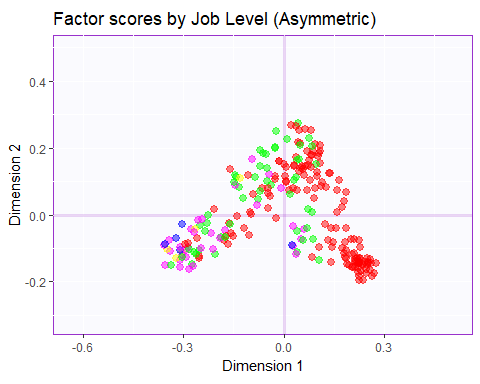 Factor scores by Job Level (Asymmetric)
Dimension 2
0.4
0.2
0.0
-0.2
-0.6
-0.3
0.0
0.3
Dimension 1